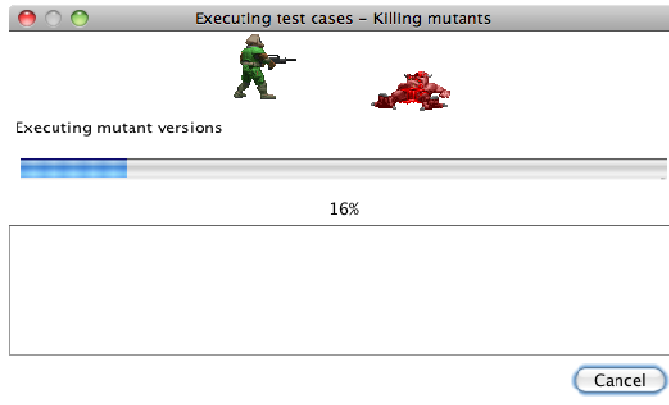 Executing test cases – Killing mutants
Executing mutant versions
16%
Cancel